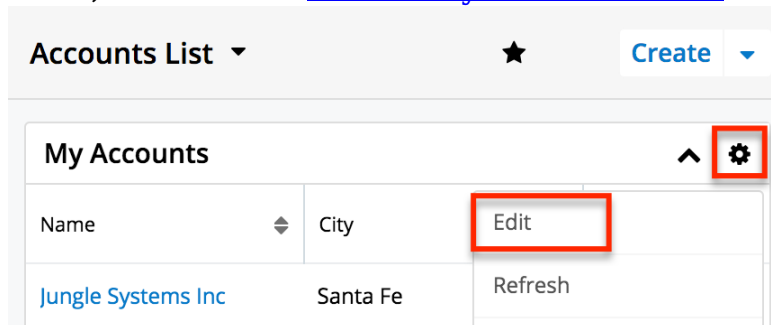 Accounts List
Create
My Accounts
Name
City
Edit
Jungle Systems Inc
Santa Fe
Refresh